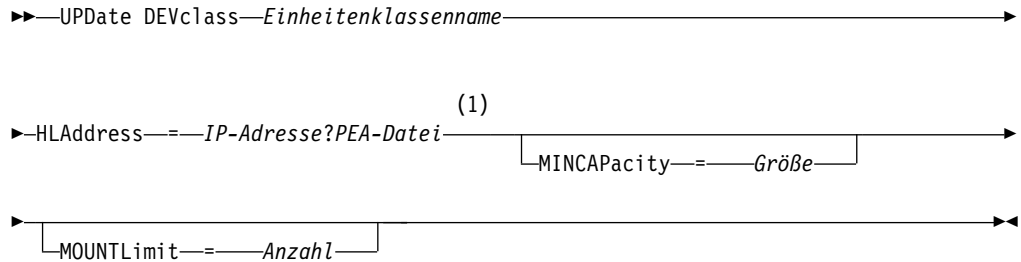 UPDate DEVclass Einheitenklassenname
(1)
HLAddress = IP-Adresse?PEA-Datei
MINCAPacity = Größe
MOUNTLimit = Anzahl